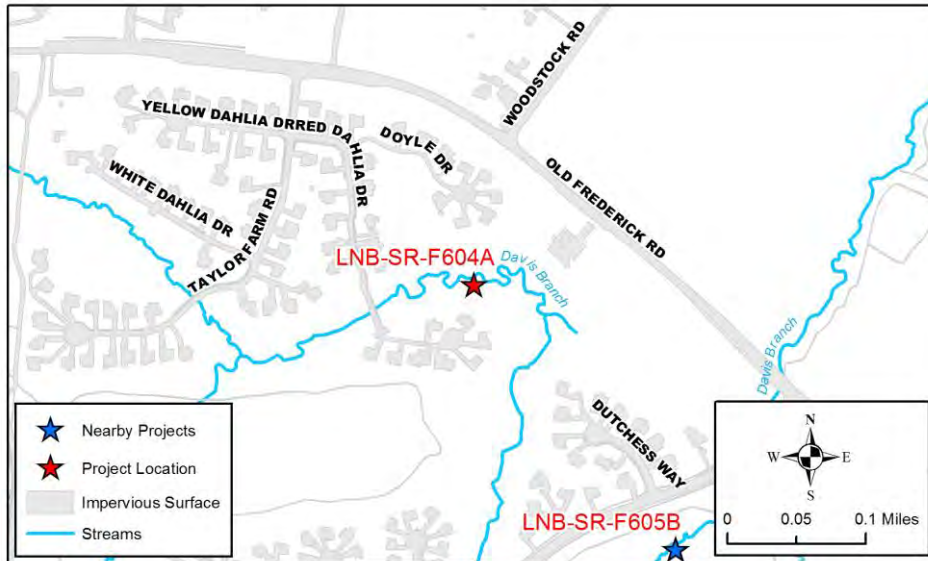 WOODSTOCK RD
YELLOW DAHLIA DR
RED DAHLIA DR
DOYLE DR
WHITE DAHLIA DR
TAYLOR FARM RD
OLD FREDERICK RD
LNB-SR-F604A
Davis Branch
Davis Branch
DUTCHESS WAY
LNB-SR-F605B
Nearby Projects
Project Location
Impervious Surface
Streams
N
W E
S
0 0.05 0.1 Miles